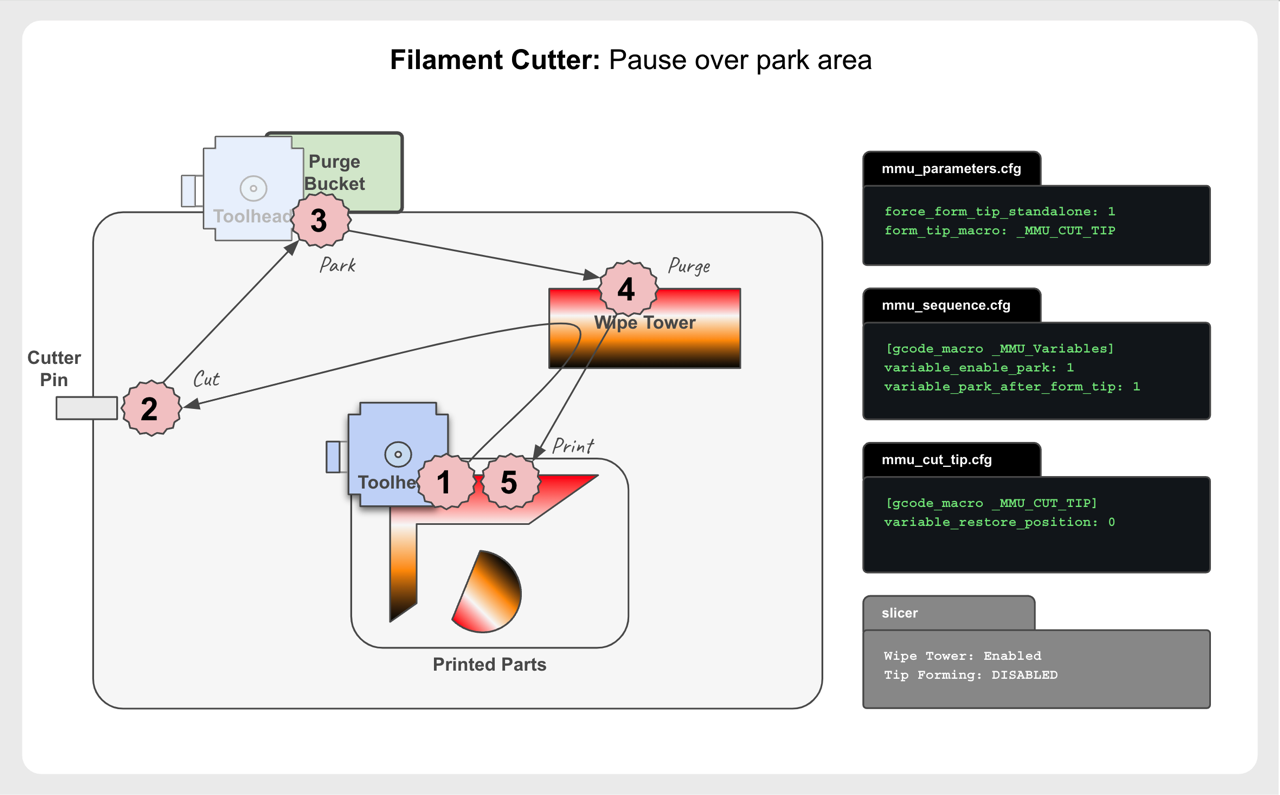 Filament Cutter: Pause over park area
Purge
Bucket
Toolhead
3
Park
4
Purge
Wipe Tower
Cutter
Pin
2
Cut
Toolhe
1
5
Print
Printed Parts
mmu_parameters.cfg
force_form_tip_standalone: 1
form_tip_macro: _MMU_CUT_TIP
mmu_sequence.cfg
[gcode_macro _MMU_Variables]
variable_enable_park: 1
variable_park_after_form_tip: 1
mmu_cut_tip.cfg
[gcode_macro _MMU_CUT_TIP]
variable_restore_position: 0
slicer
Wipe Tower: Enabled
Tip Forming: DISABLED